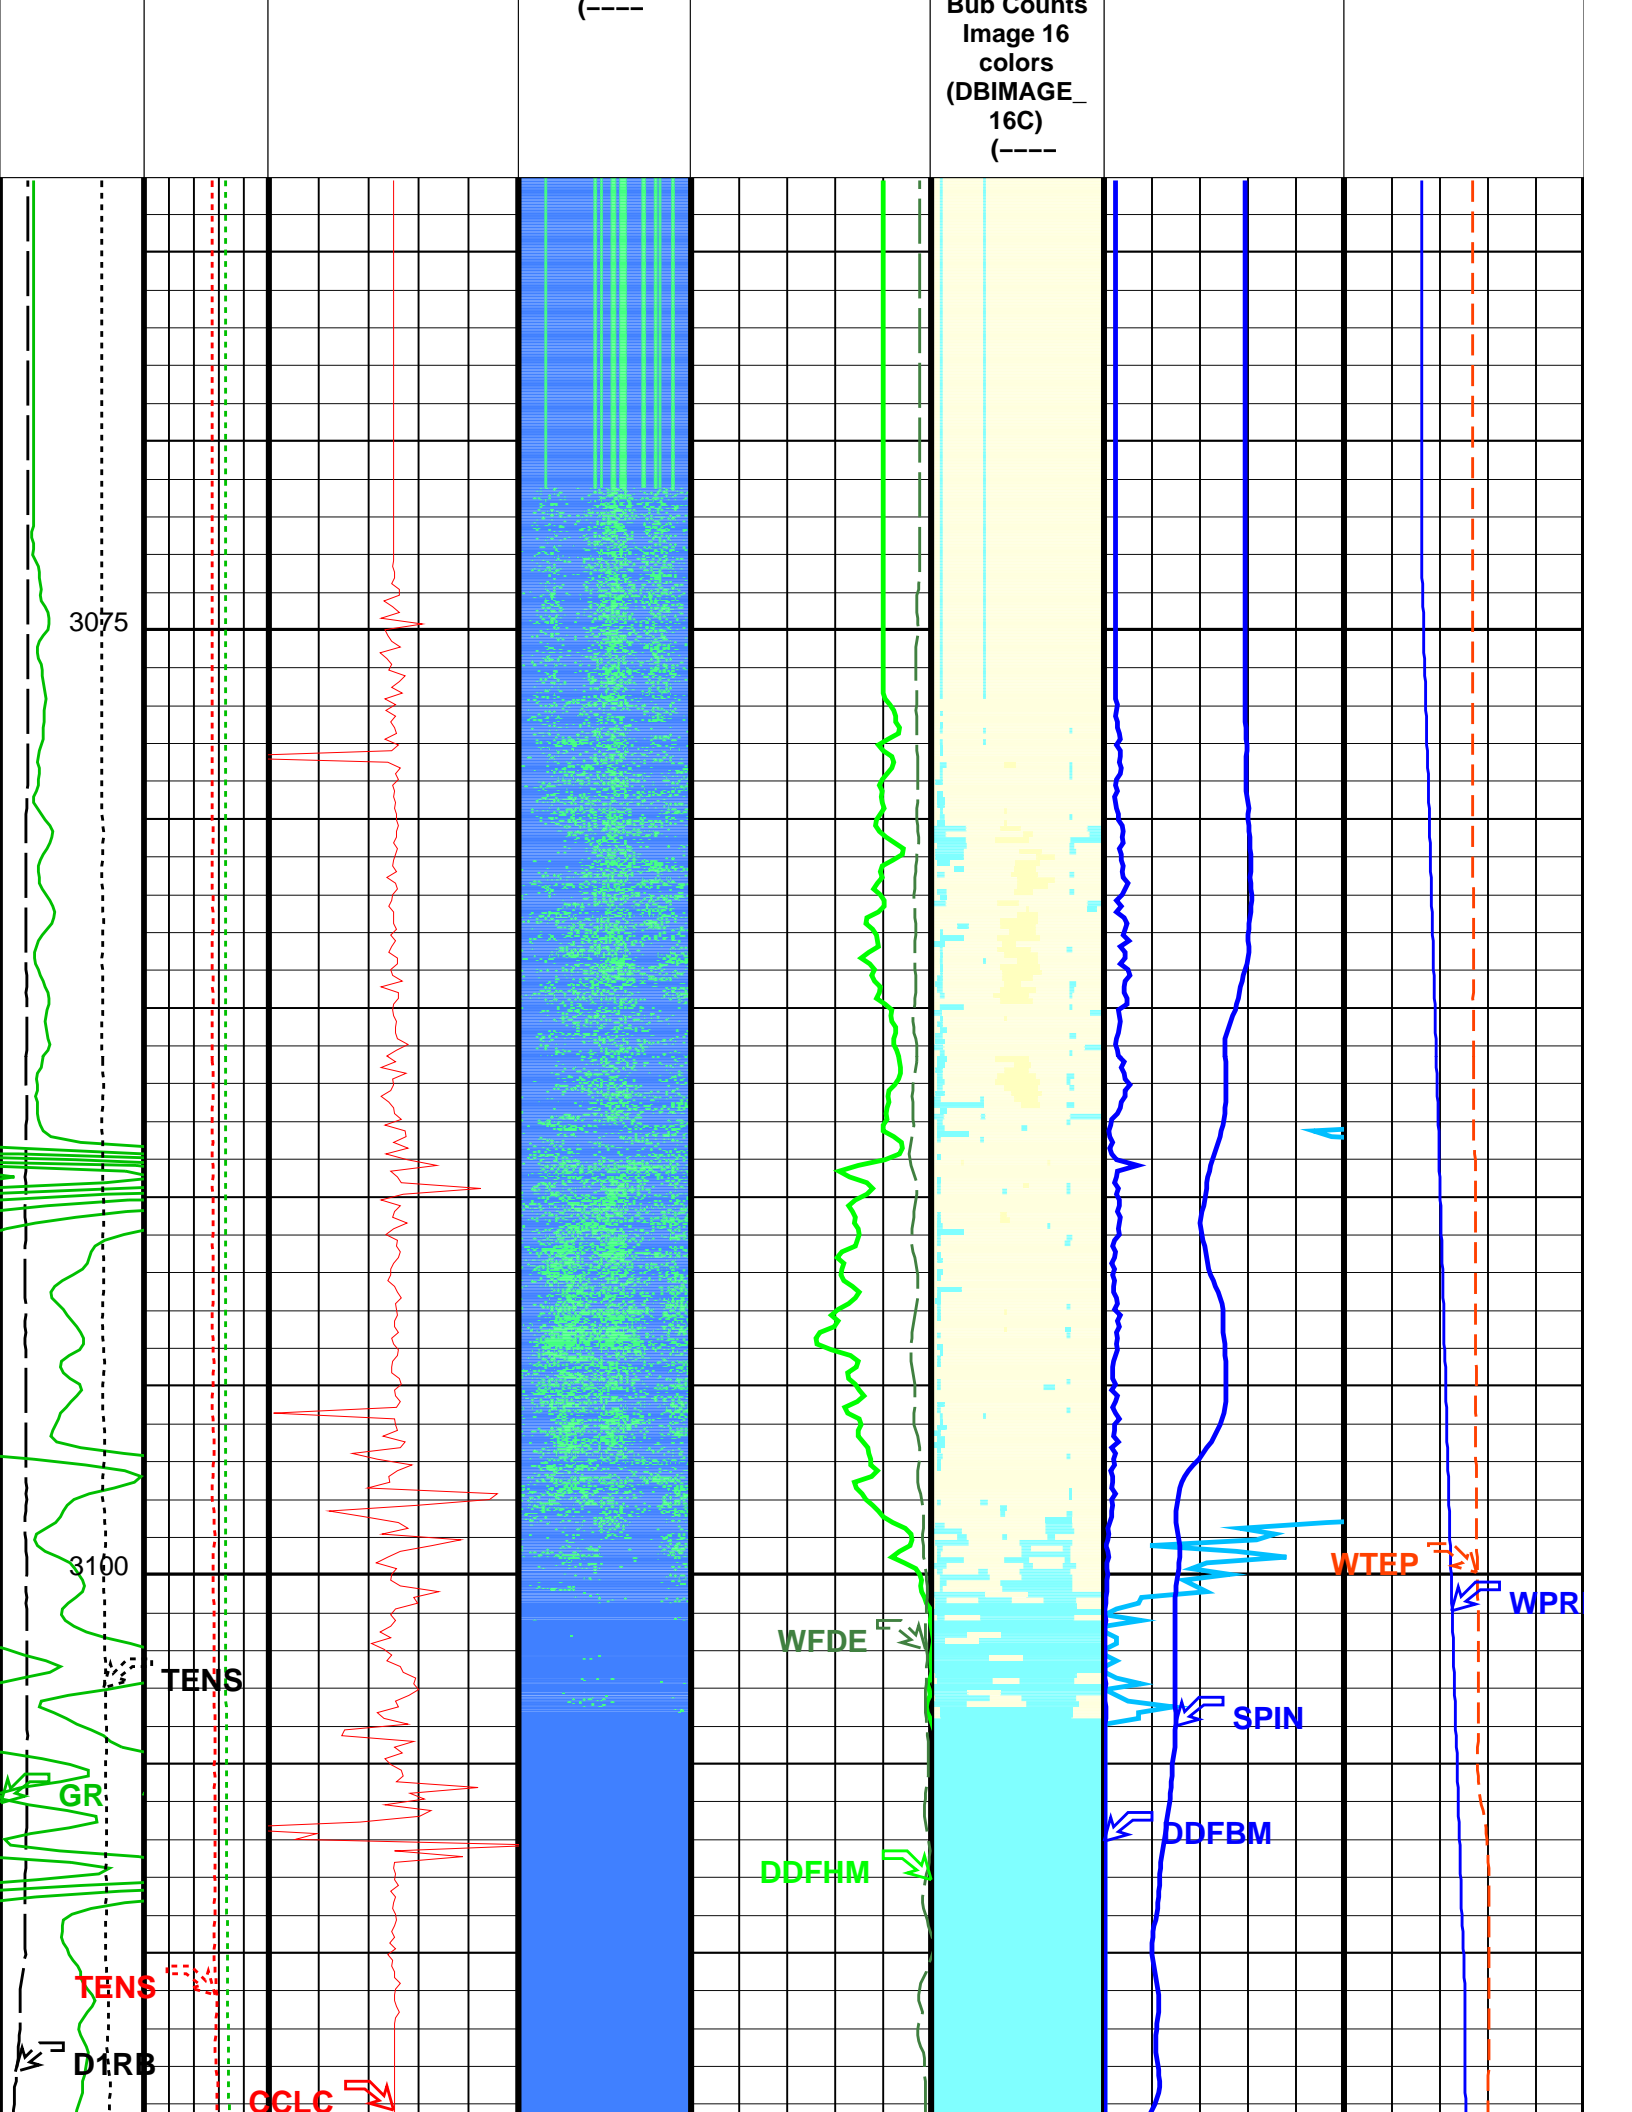 (----
Bub Counts
Image 16
colors
(DBIMAGE_
16C)
(----
3075
3100
WTEP
WPR
WFDE
TENS
SPIN
GR
DDFBM
DDFHM
TENS
D1RB
CCLC